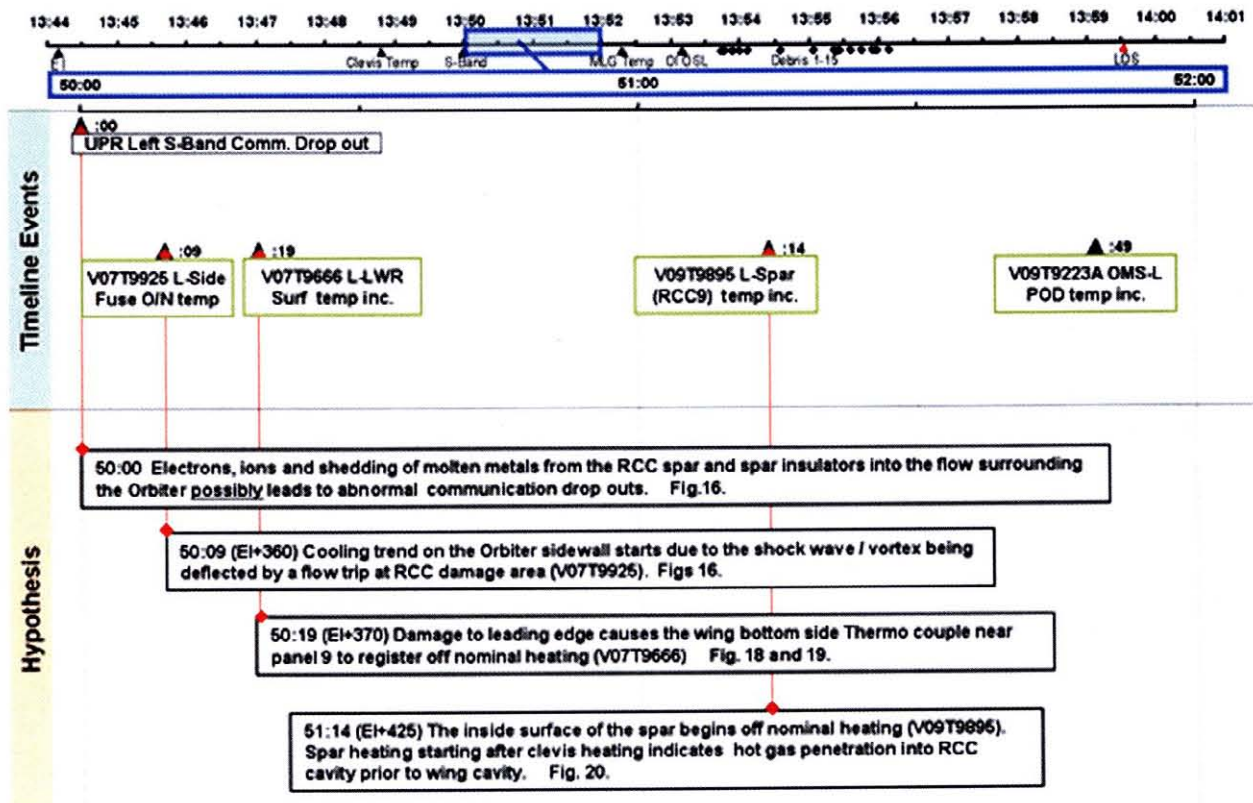 13:44 13:45 13:46 13:47 13:48 13:49 13:50 13:51 13:52 13:53 13:54 13:55 13:56 13:57 13:58 13:59 14:00 14:01
EI Clevis Temp S-Band MLG Temp OI OSL Debris 1-15 LOS
50:00 51:00 52:00
Timeline Events
:00
UPR Left S-Band Comm. Drop out
:09 :19 :14 :49
V07T9925 L-Side
Fuse O/N temp
V07T9666 L-LWR
Surf temp inc.
V09T9895 L-Spar
(RCC9) temp inc.
V09T9223A OMS-L
POD temp inc.
Hypothesis
50:00 Electrons, ions and shedding of molten metals from the RCC spar and spar insulators into the flow surrounding
the Orbiter possibly leads to abnormal communication drop outs. Fig.16.
50:09 (EI+360) Cooling trend on the Orbiter sidewall starts due to the shock wave / vortex being
deflected by a flow trip at RCC damage area (V07T9925). Figs 16.
50:19 (EI+370) Damage to leading edge causes the wing bottom side Thermo couple near
panel 9 to register off nominal heating (V07T9666) Fig. 18 and 19.
51:14 (EI+425) The inside surface of the spar begins off nominal heating (V09T9895).
Spar heating starting after clevis heating indicates hot gas penetration into RCC
cavity prior to wing cavity. Fig. 20.